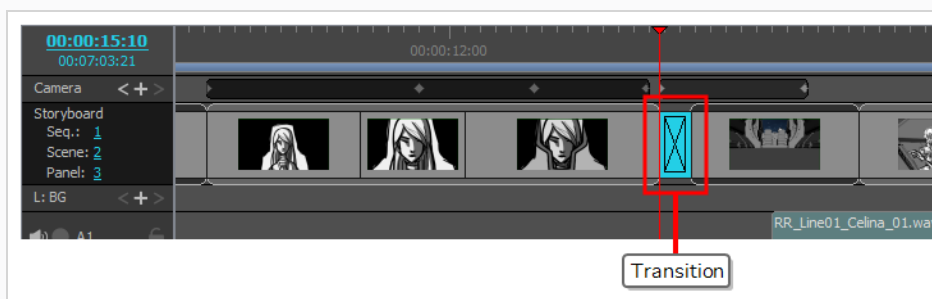 00:00:15:10
00:07:03:21
00:00:12:00
Camera
Storyboard
Seq.: 1
Scene: 2
Panel: 3
L: BG
A1
RR_Line01_Celina_01.wav
Transition